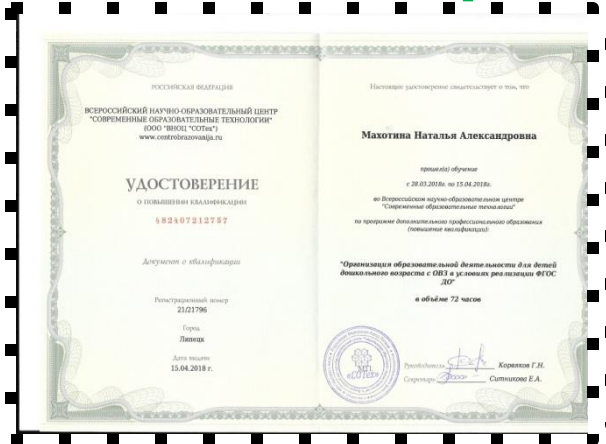 РОССИЙСКАЯ ФЕДЕРАЦИЯ
ВСЕРОССИЙСКИЙ НАУЧНО-ОБРАЗОВАТЕЛЬНЫЙ ЦЕНТР
"СОВРЕМЕННЫЕ ОБРАЗОВАТЕЛЬНЫЕ ТЕХНОЛОГИИ"
(ООО "ВНОЦ "СОТех")
www.centrobrazovanija.ru
УДОСТОВЕРЕНИЕ
О ПОВЫШЕНИИ КВАЛИФИКАЦИИ
482407212757
Документ о квалификации
Регистрационный номер
21/21796
Город
Липецк
Дата выдачи
15.04.2018 г.
Настоящее удостоверение свидетельствует о том, что
Махотина Наталья Александровна
прошел(а) обучение
с 28.03.2018г. по 15.04.2018г.
во Всероссийском научно-образовательном центре
"Современные образовательные технологии"
по программе дополнительного профессионального образования
(повышение квалификации):
"Организация образовательной деятельности для детей
дошкольного возраста с ОВЗ в условиях реализации ФГОС
ДО"
в объёме 72 часов
МП
«СОТех»
Руководитель Корвяков Г.Н.
Секретарь Ситникова Е.А.